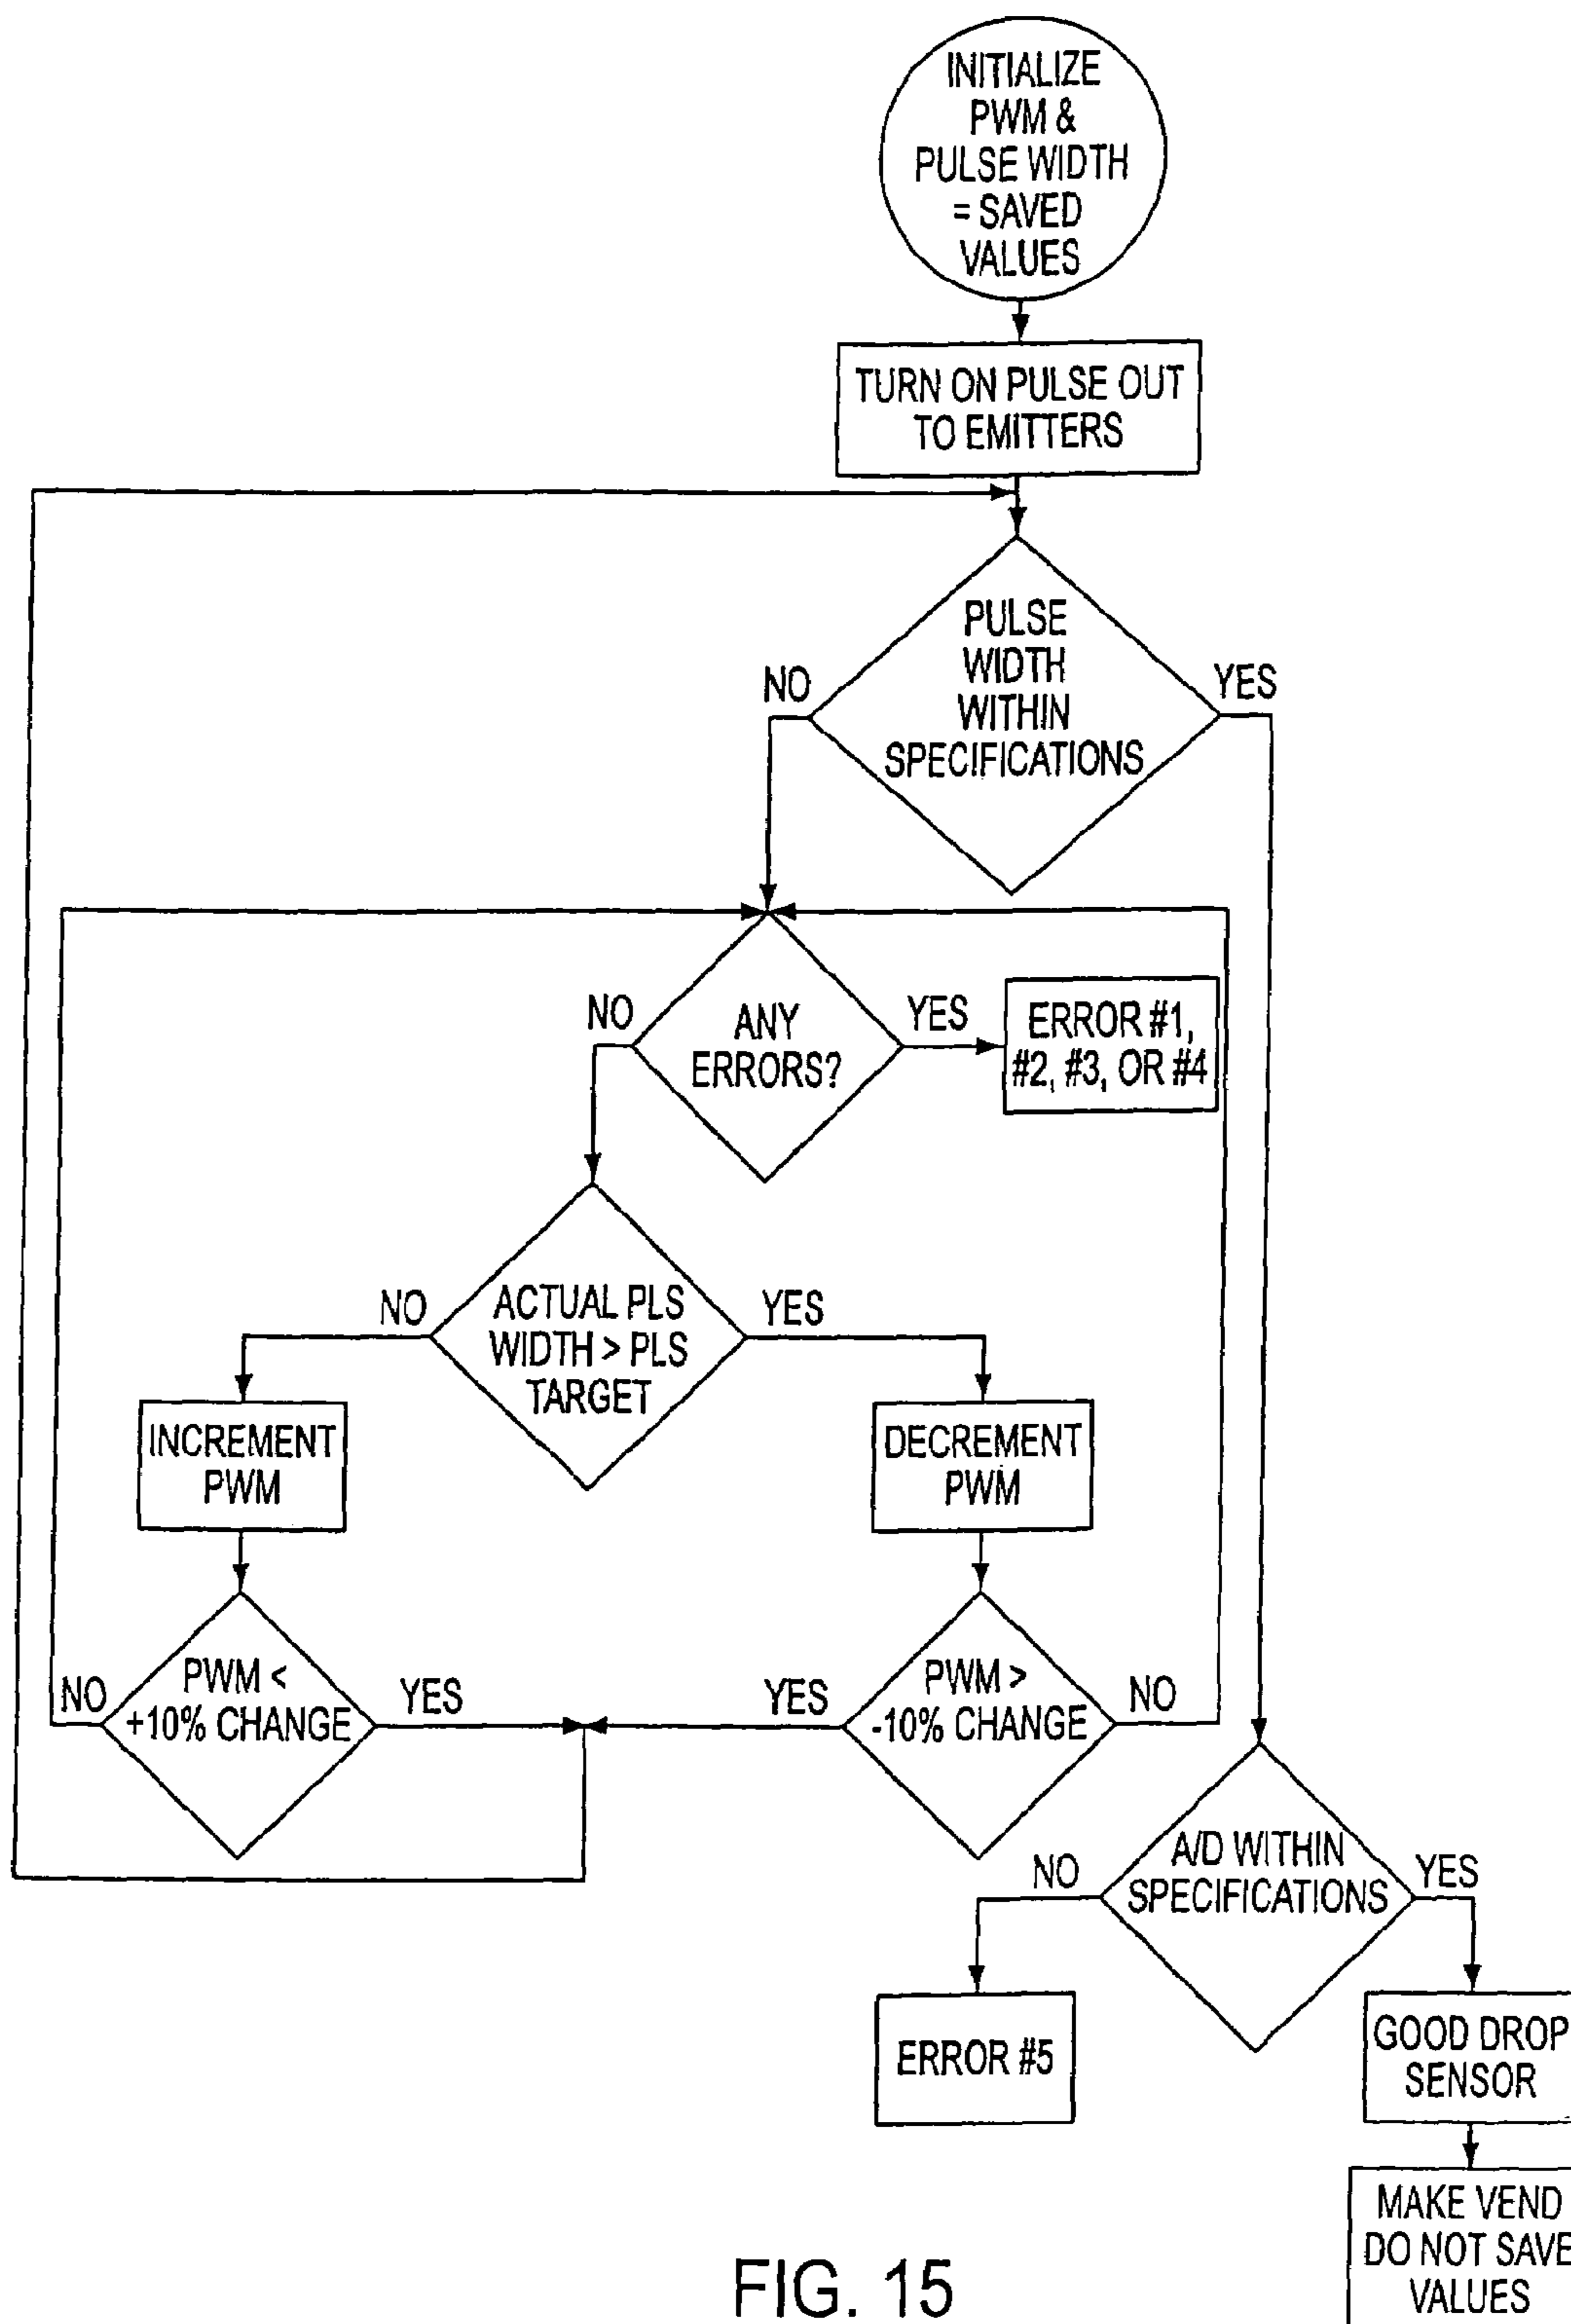 INITIALIZE
PWM &
PULSE WIDTH
= SAVED
VALUES
TURN ON PULSE OUT
TO EMITTERS
PULSE
WIDTH
WITHIN
SPECIFICATIONS
NO
YES
ANY
ERRORS?
NO
YES
ERROR #1,
#2, #3, OR #4
ACTUAL PLS
WIDTH > PLS
TARGET
NO
YES
INCREMENT
PWM
DECREMENT
PWM
PWM <
+10% CHANGE
NO
YES
PWM >
-10% CHANGE
YES
NO
A/D WITHIN
SPECIFICATIONS
NO
YES
ERROR #5
GOOD DROP
SENSOR
MAKE VEND
DO NOT SAVE
VALUES
FIG. 15